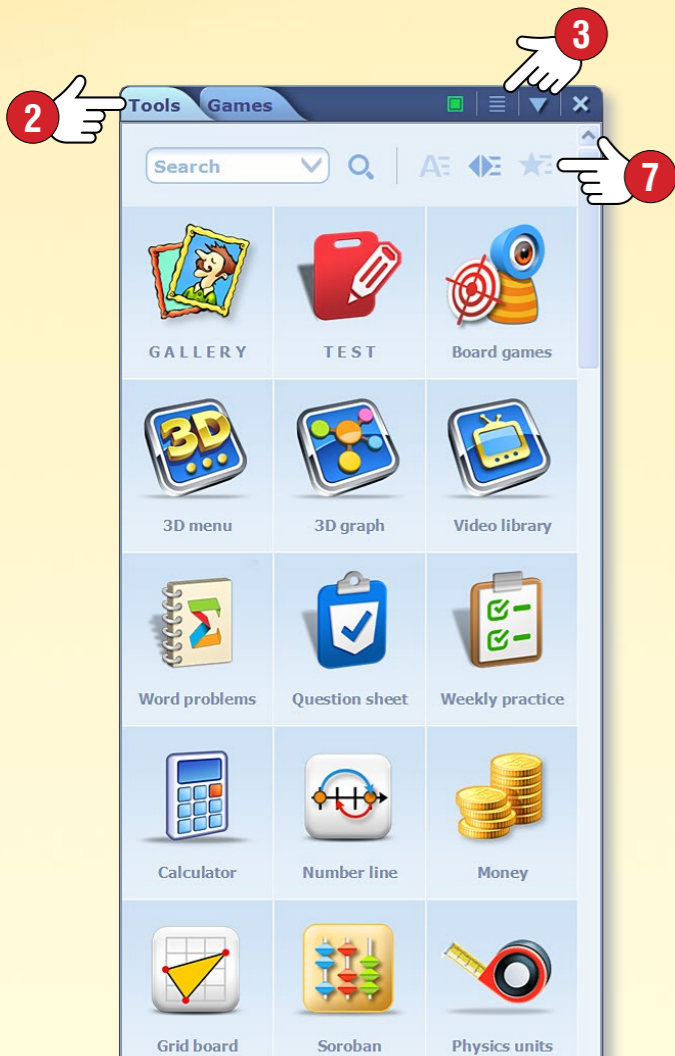 3
2
Tools Games
Search
A
7
GALLERY TEST Board games
3D
3D menu 3D graph Video library
Word problems Question sheet Weekly practice
Calculator Number line Money
Grid board Soroban Physics units